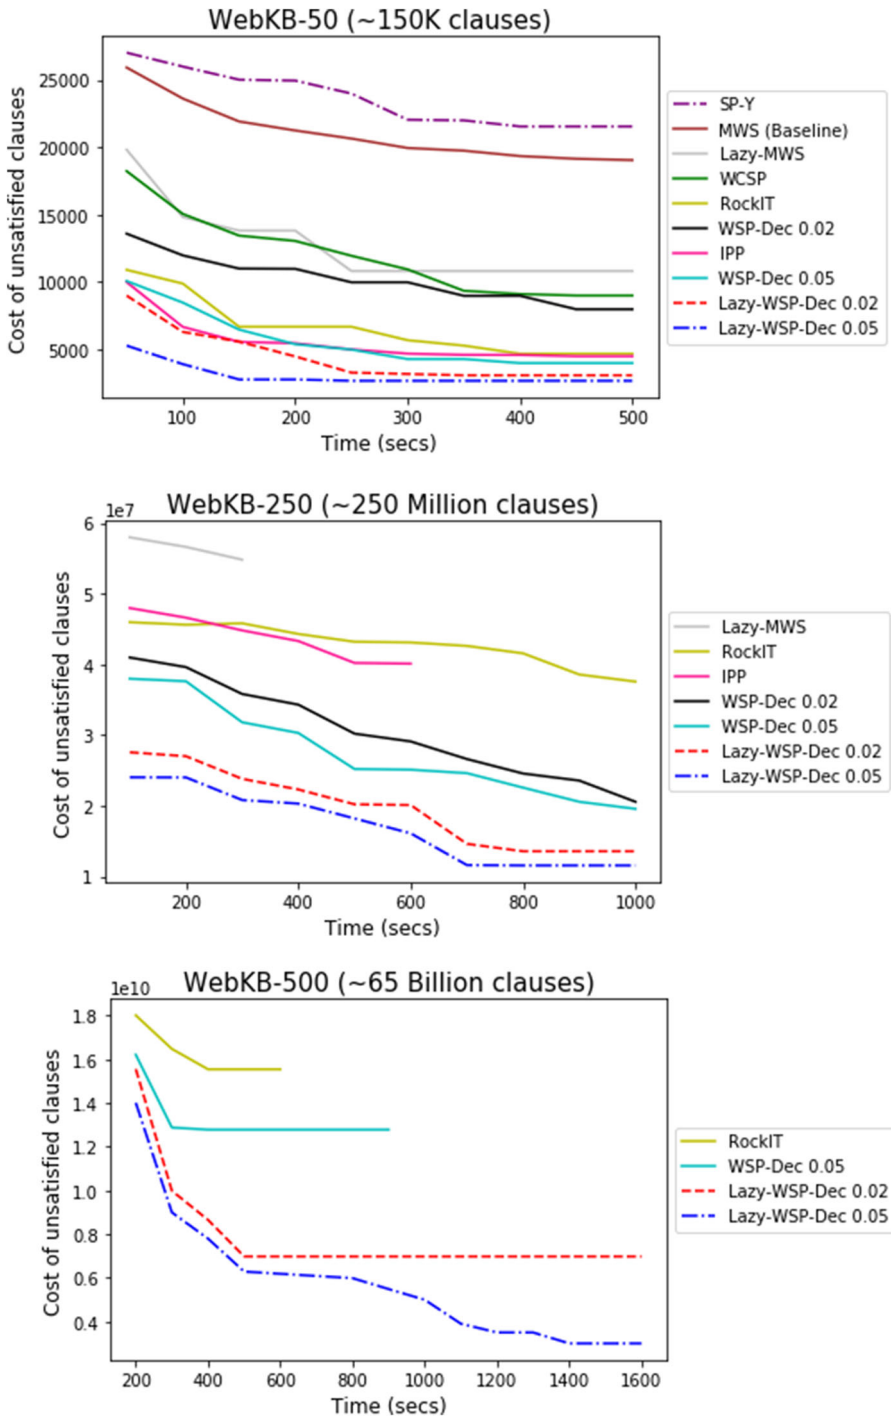 WebKB-50 (~150K clauses)
Cost of unsatisfied clauses
25000
20000
15000
10000
5000
100 200 300 400 500
Time (secs)
SP-Y
MWS (Baseline)
Lazy-MWS
WCSP
RockIT
WSP-Dec 0.02
IPP
WSP-Dec 0.05
Lazy-WSP-Dec 0.02
Lazy-WSP-Dec 0.05
WebKB-250 (~250 Million clauses)
1e7
Cost of unsatisfied clauses
6
5
4
3
2
1
200 400 600 800 1000
Time (secs)
Lazy-MWS
RockIT
IPP
WSP-Dec 0.02
WSP-Dec 0.05
Lazy-WSP-Dec 0.02
Lazy-WSP-Dec 0.05
WebKB-500 (~65 Billion clauses)
1e10
Cost of unsatisfied clauses
1.8
1.6
1.4
1.2
1.0
0.8
0.6
0.4
200 400 600 800 1000 1200 1400 1600
Time (secs)
RockIT
WSP-Dec 0.05
Lazy-WSP-Dec 0.02
Lazy-WSP-Dec 0.05